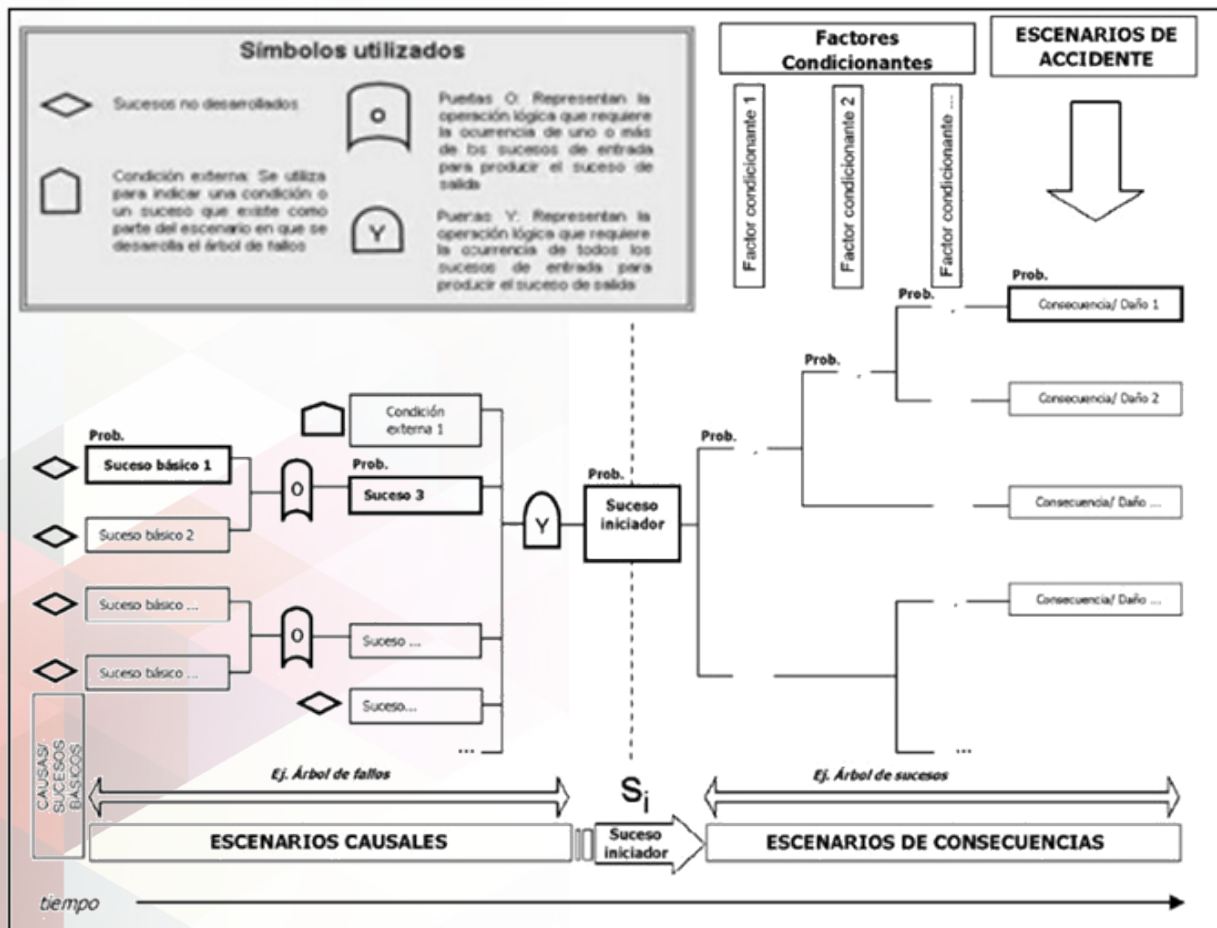 Símbolos utilizados
Sucesos no desarrollados
Condición externa: Se utiliza
para indicar una condición o
un suceso que existe como
parte del escenario en que se
desarrolla el árbol de fallos
O
Puertas O: Representan la
operación lógica que requiere
la ocurrencia de uno o más
de los sucesos de entrada
para producir el suceso de
salida
Y
Puertas Y: Representan la
operación lógica que requiere
la ocurrencia de todos los
sucesos de entrada para
producir el suceso de salida
Factores
Condicionantes
ESCENARIOS DE
ACCIDENTE
Factor condicionante 1
Factor condicionante 2
Factor condicionante ...
Prob.
Suceso básico 1
Suceso básico 2
Suceso básico ...
Suceso básico ...
O
O
Condición
externa 1
Prob.
Suceso 3
Suceso ...
Suceso...
...
Y
Prob.
Suceso
iniciador
Prob.
Prob.
Prob.
Prob.
Consecuencia/ Daño 1
Consecuencia/ Daño 2
Consecuencia/ Daño ...
Consecuencia/ Daño ...
...
CAUSAS/
SUCESOS
BÁSICOS
Ej. Árbol de fallos
Si
Ej. Árbol de sucesos
ESCENARIOS CAUSALES
Suceso
iniciador
ESCENARIOS DE CONSECUENCIAS
tiempo